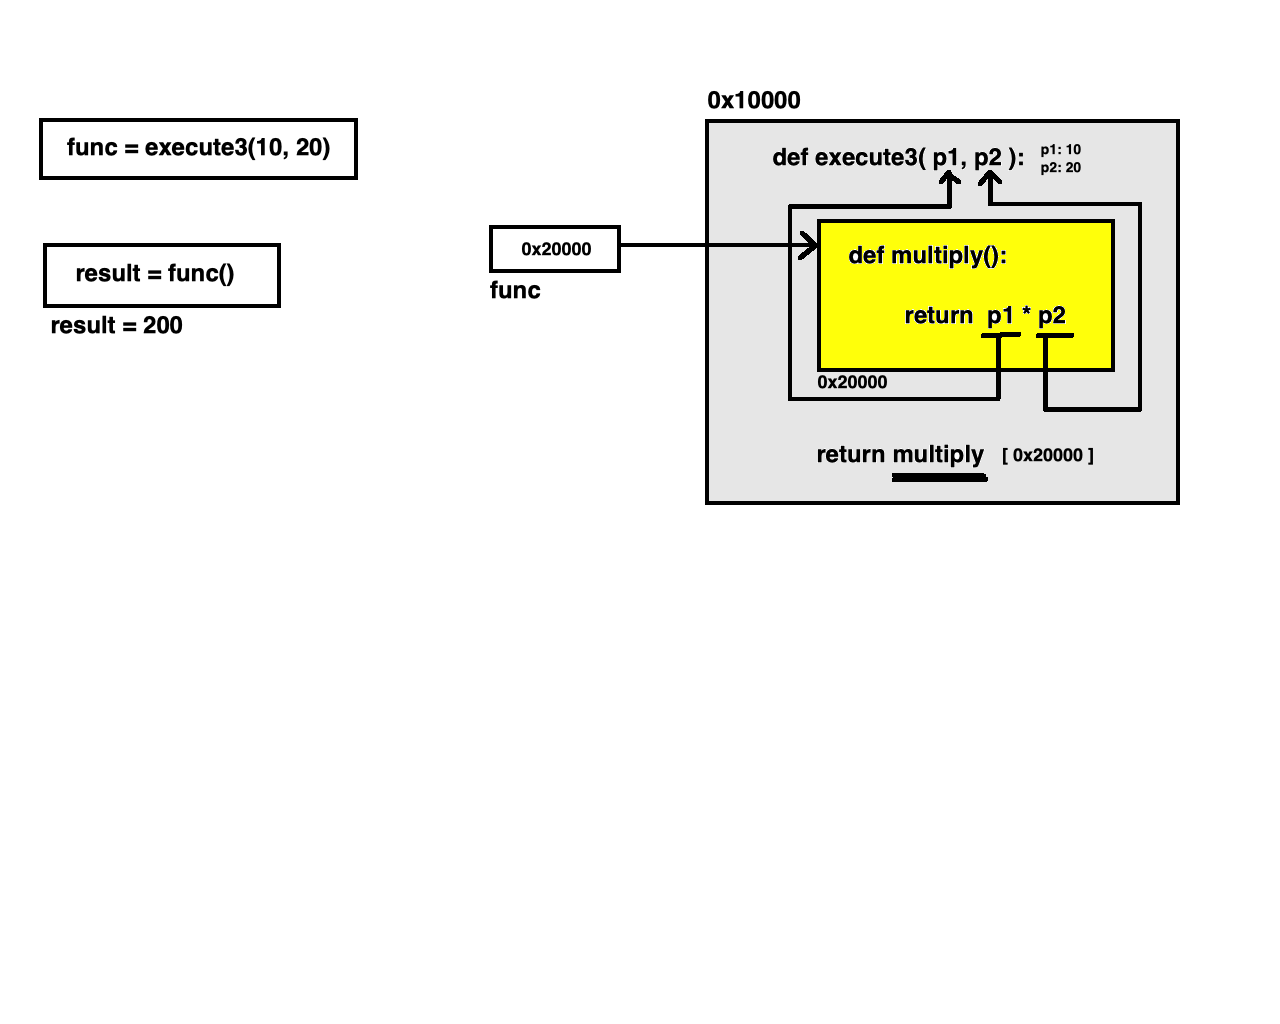 func = execute3(10, 20)
result = func()
result = 200
0x20000
func
0x10000
def execute3( p1, p2 ):
p1: 10
p2: 20
def multiply():
return p1 * p2
0x20000
return multiply [ 0x20000 ]